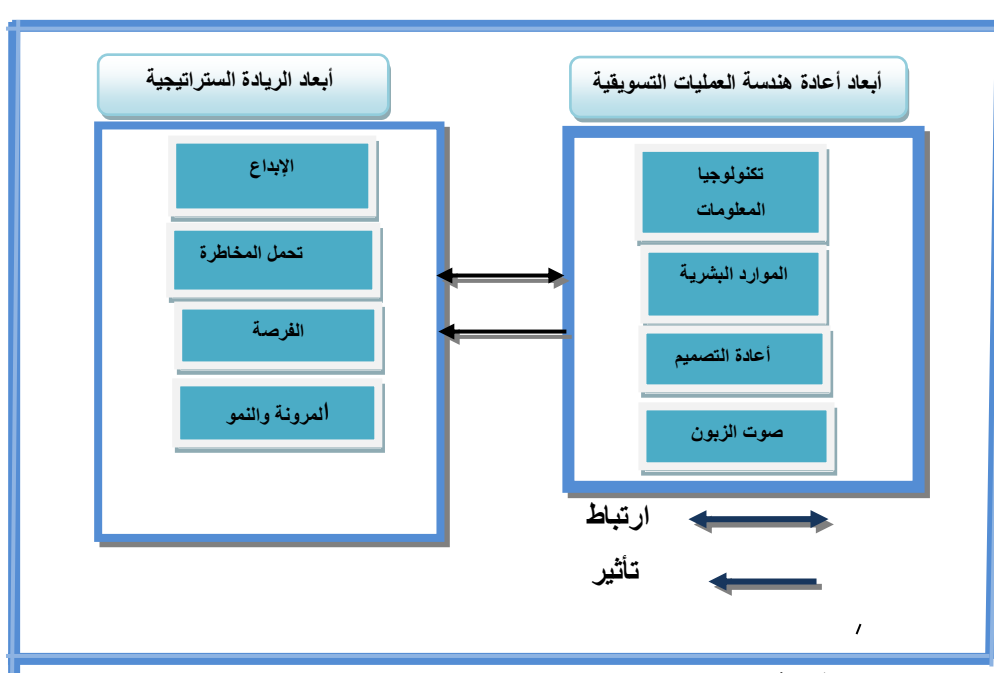 أبعاد أعادة هندسة العمليات التسويقية
تكنولوجيا
المعلومات
الموارد البشرية
أعادة التصميم
صوت الزبون
أبعاد الريادة الستراتيجية
الإبداع
تحمل المخاطرة
الفرصة
ألمرونة والنمو
ارتباط
تأثير